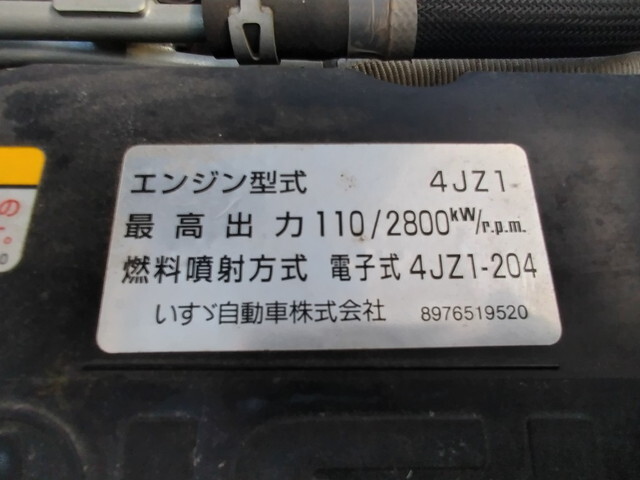 エンジン型式 4JZ1
最高出力 110/2800kW/r.p.m.
燃料噴射方式 電子式 4JZ1-204
いすゞ自動車株式会社 8976519520
の
。